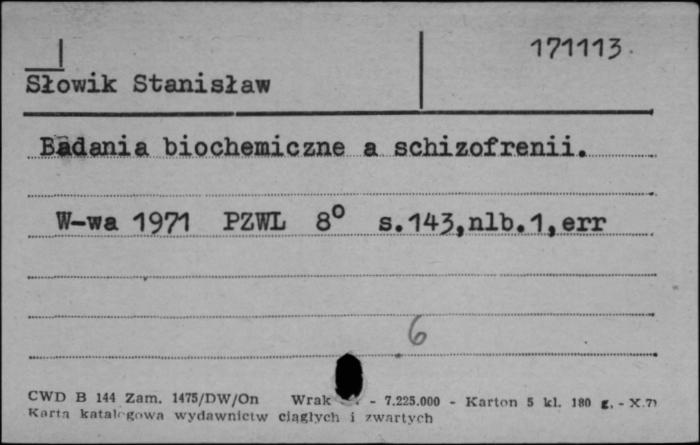 171113.
Słowik Stanisław
Badania biochemiczne a schizofrenii.
W-wa 1971 PZWL 8° s.143,nlb.1,err
6
CWD B 144 Zam. 1475/DW/On Wrak - 7.225.000 - Karton 5 kl. 180 g. - X.71
Karta katalogowa wydawnictw ciągłych i zwartych